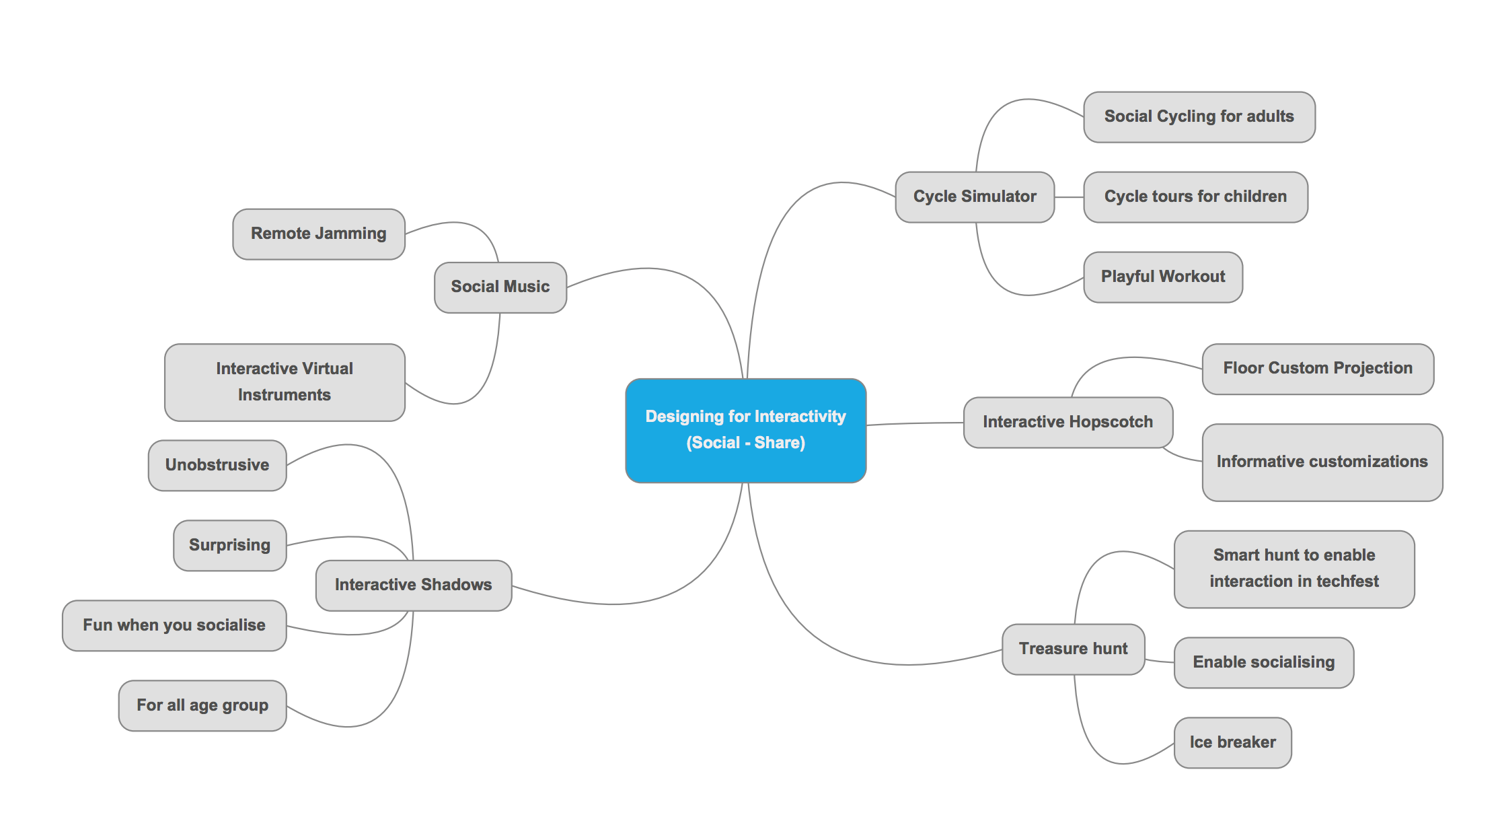 Designing for Interactivity
(Social - Share)
Cycle Simulator
Social Cycling for adults
Cycle tours for children
Playful Workout
Interactive Hopscotch
Floor Custom Projection
Informative customizations
Treasure hunt
Smart hunt to enable
interaction in techfest
Enable socialising
Ice breaker
Social Music
Remote Jamming
Interactive Virtual
Instruments
Interactive Shadows
Unobstrusive
Surprising
Fun when you socialise
For all age group